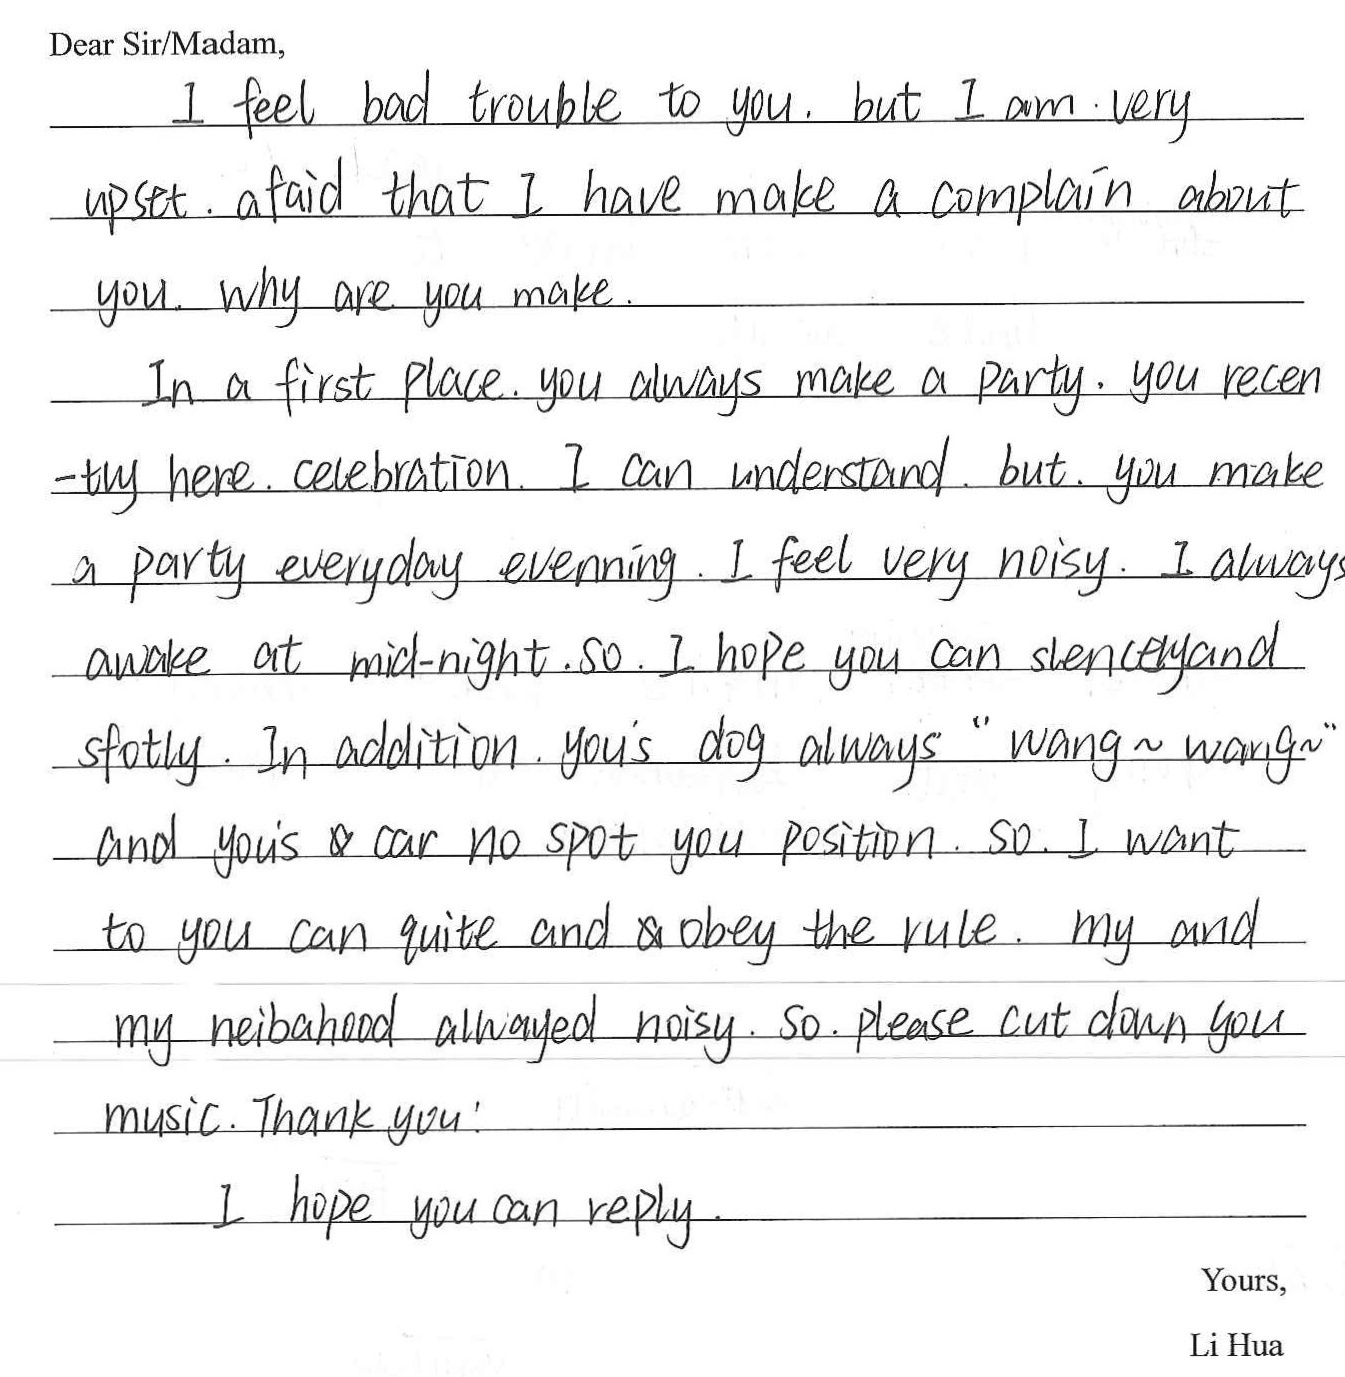 Dear Sir/Madam,
I feel bad trouble to you. but I am very
upset. afaid that I have make a complain about
you. why are you make.
In a first place. you always make a party. you recen
-tly here. celebration. I can understand. but. you make
a party everyday evenning. I feel very noisy. I always
awake at mid-night. so. I hope you can slencelyand
sfotly. In addition. you's dog always "wang~wang~"
and you's car no spot you position. so. I want
to you can quite and obey the rule. my and
my neibahood alwayed noisy. so. please cut down you
music. Thank you!
I hope you can reply.
Yours,
Li Hua